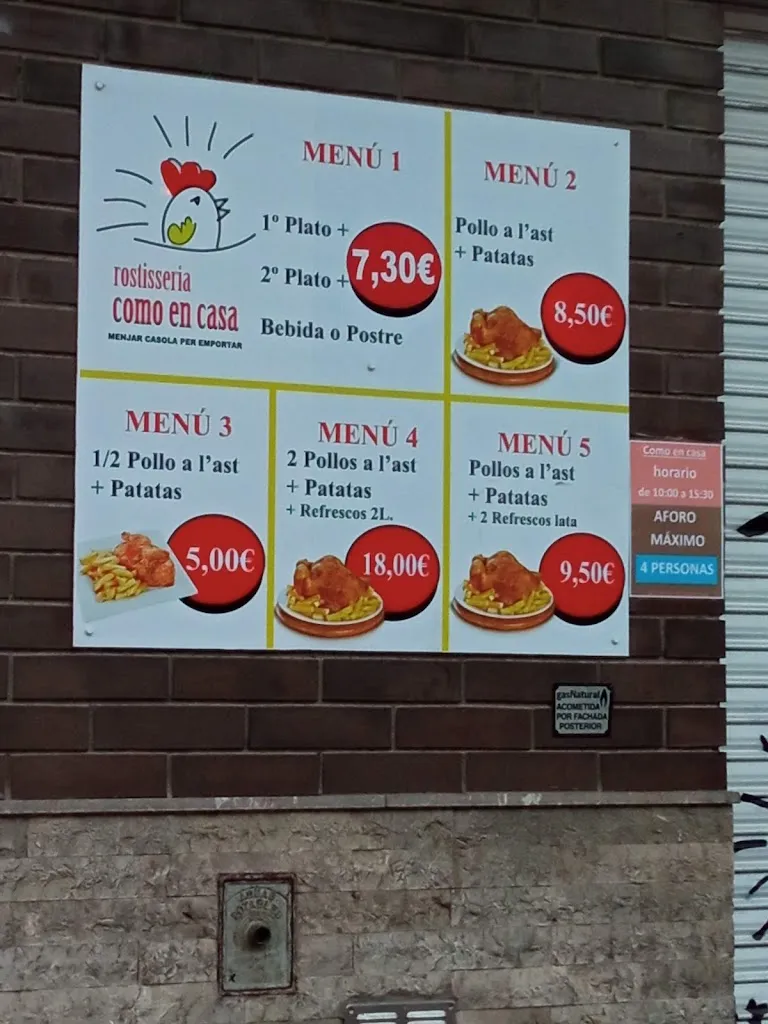 rostisseria
como en casa
MENJAR CASOLA PER EMPORTAR
MENÚ 1
1º Plato +
2º Plato +
7,30€
Bebida o Postre
MENÚ 2
Pollo a l'ast
+ Patatas
8,50€
MENÚ 3
1/2 Pollo a l'ast
+ Patatas
5,00€
MENÚ 4
2 Pollos a l'ast
+ Patatas
+ Refrescos 2L.
18,00€
MENÚ 5
Pollos a l'ast
+ Patatas
+ 2 Refrescos lata
9,50€
Como en casa
horario
de 10:00 a 15:30
AFORO
MÁXIMO
4 PERSONAS
gasNatural
ACOMETIDA
POR FACHADA
POSTERIOR